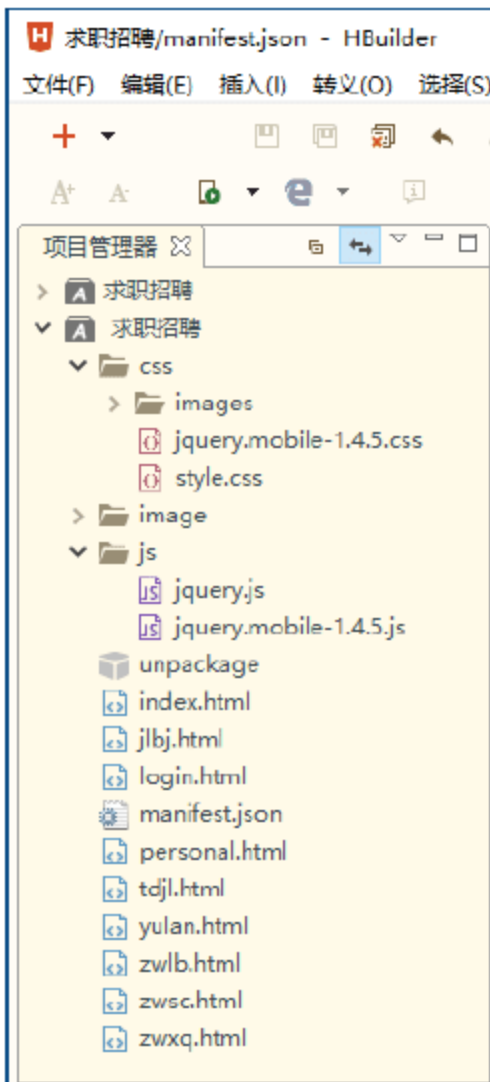 求职招聘/manifest.json - HBuilder
文件(F) 编辑(E) 插入(I) 转义(O) 选择(S)
项目管理器
求职招聘
求职招聘
css
images
jquery.mobile-1.4.5.css
style.css
image
js
jquery.js
jquery.mobile-1.4.5.js
unpackage
index.html
jlbj.html
login.html
manifest.json
personal.html
tdjl.html
yulan.html
zwlb.html
zwsc.html
zwxq.html